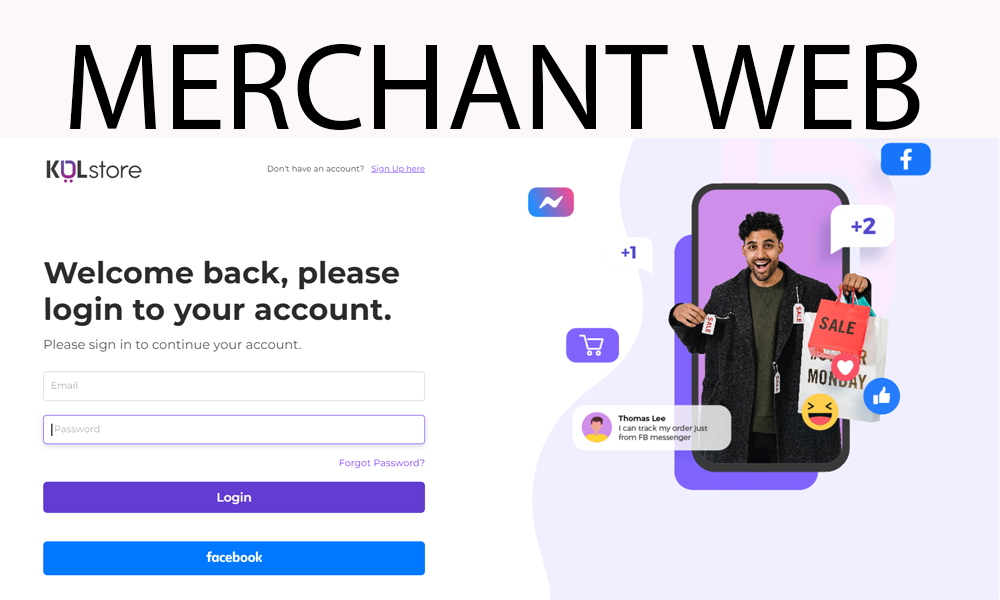 MERCHANT WEB
KOLstore
Don't have an account? Sign Up here
Welcome back, please
login to your account.
Please sign in to continue your account.
Email
Password
Forgot Password?
Login
facebook
+1
+2
SALE
SALE
SALE
MONDAY
Thomas Lee
I can track my order just
from FB messenger